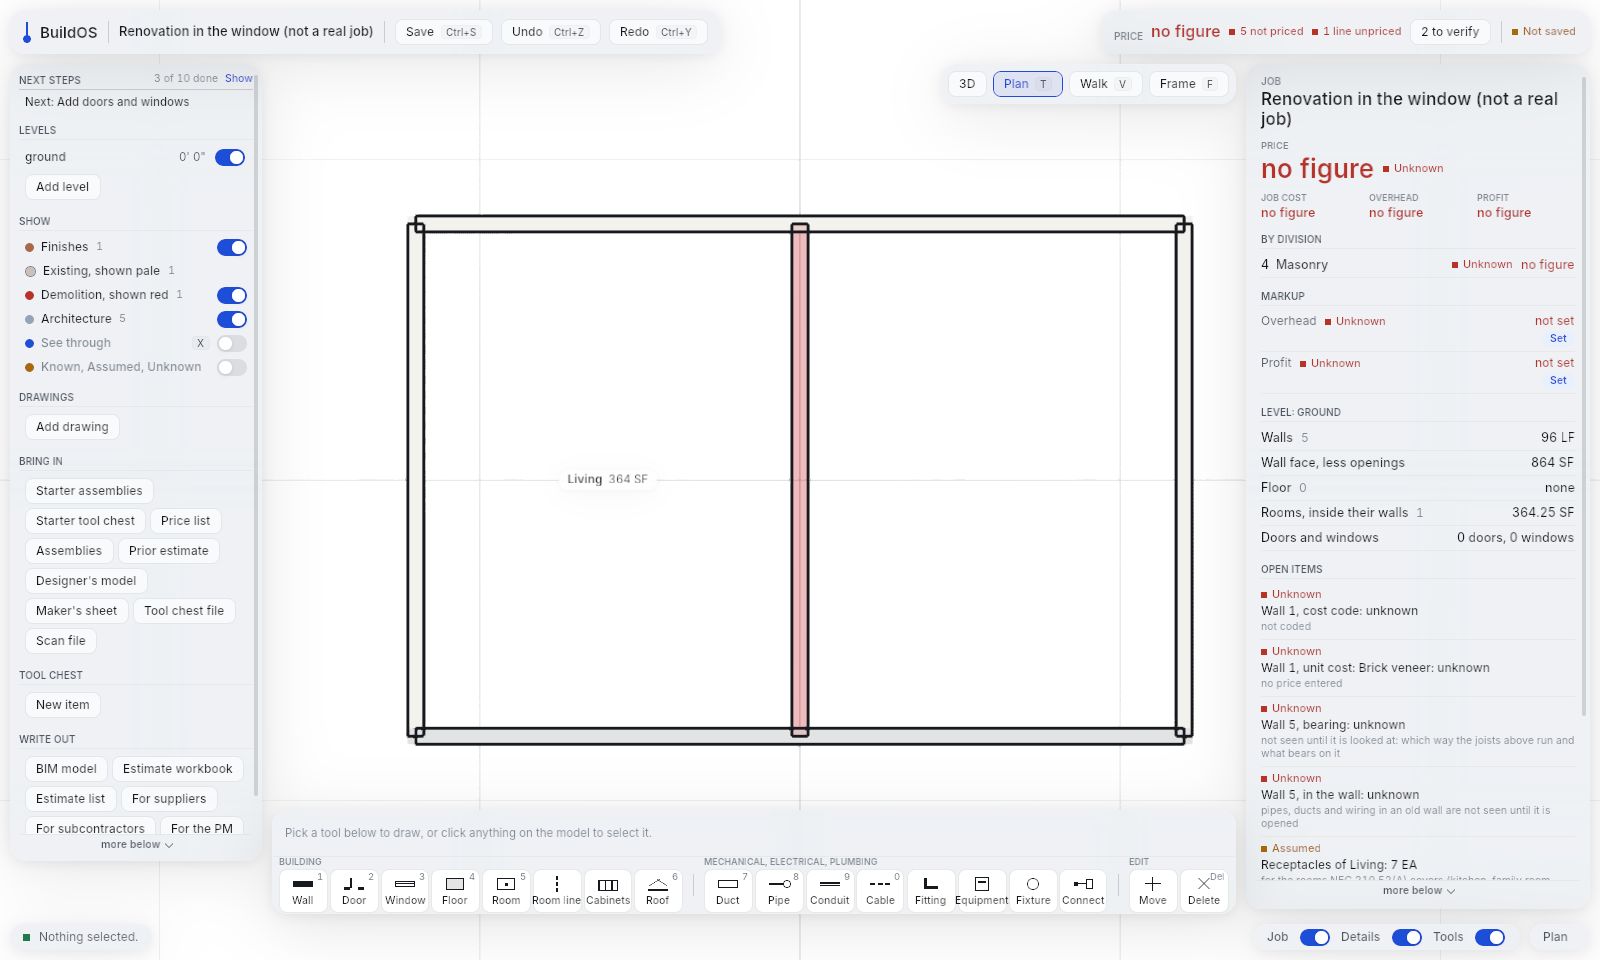 BuildOS
Renovation in the window (not a real job)
Save Ctrl+S
Undo Ctrl+Z
Redo Ctrl+Y
PRICE no figure
5 not priced
1 line unpriced
2 to verify
Not saved
3D
Plan T
Walk V
Frame F
NEXT STEPS 3 of 10 done Show
Next: Add doors and windows
LEVELS
ground 0' 0"
Add level
SHOW
Finishes 1
Existing, shown pale 1
Demolition, shown red 1
Architecture 5
See through X
Known, Assumed, Unknown
DRAWINGS
Add drawing
BRING IN
Starter assemblies
Starter tool chest Price list
Assemblies Prior estimate
Designer's model
Maker's sheet Tool chest file
Scan file
TOOL CHEST
New item
WRITE OUT
BIM model Estimate workbook
Estimate list For suppliers
For subcontractors For the PM
more below
Nothing selected.
Living 364 SF
Pick a tool below to draw, or click anything on the model to select it.
BUILDING
1 Wall
2 Door
3 Window
4 Floor
5 Room
Room line
Cabinets
6 Roof
MECHANICAL, ELECTRICAL, PLUMBING
7 Duct
8 Pipe
9 Conduit
0 Cable
Fitting
Equipment
Fixture
Connect
EDIT
Move
Del Delete
JOB
Renovation in the window (not a real
job)
PRICE
no figure Unknown
JOB COST OVERHEAD PROFIT
no figure no figure no figure
BY DIVISION
4 Masonry Unknown no figure
MARKUP
Overhead Unknown not set
Set
Profit Unknown not set
Set
LEVEL: GROUND
Walls 5 96 LF
Wall face, less openings 864 SF
Floor 0 none
Rooms, inside their walls 1 364.25 SF
Doors and windows 0 doors, 0 windows
OPEN ITEMS
Unknown
Wall 1, cost code: unknown
not coded
Unknown
Wall 1, unit cost: Brick veneer: unknown
no price entered
Unknown
Wall 5, bearing: unknown
not seen until it is looked at: which way the joists above run and
what bears on it
Unknown
Wall 5, in the wall: unknown
pipes, ducts and wiring in an old wall are not seen until it is
opened
Assumed
Receptacles of Living: 7 EA
for the rooms NEC 210.52(A) covers (kitchen, family room,
more below
Job Details Tools Plan